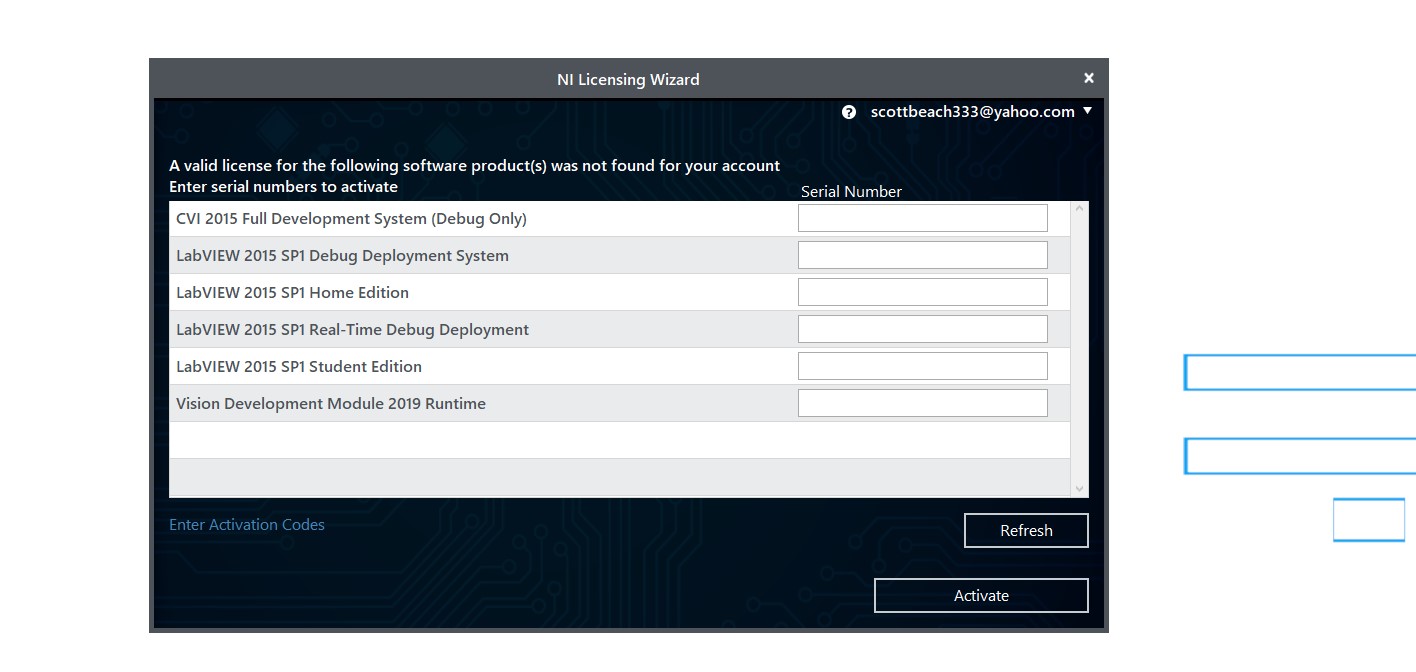 NI Licensing Wizard
scottbeach333@yahoo.com
A valid license for the following software product(s) was not found for your account
Enter serial numbers to activate
Serial Number
CVI 2015 Full Development System (Debug Only)
LabVIEW 2015 SP1 Debug Deployment System
LabVIEW 2015 SP1 Home Edition
LabVIEW 2015 SP1 Real-Time Debug Deployment
LabVIEW 2015 SP1 Student Edition
Vision Development Module 2019 Runtime
Enter Activation Codes
Refresh
Activate